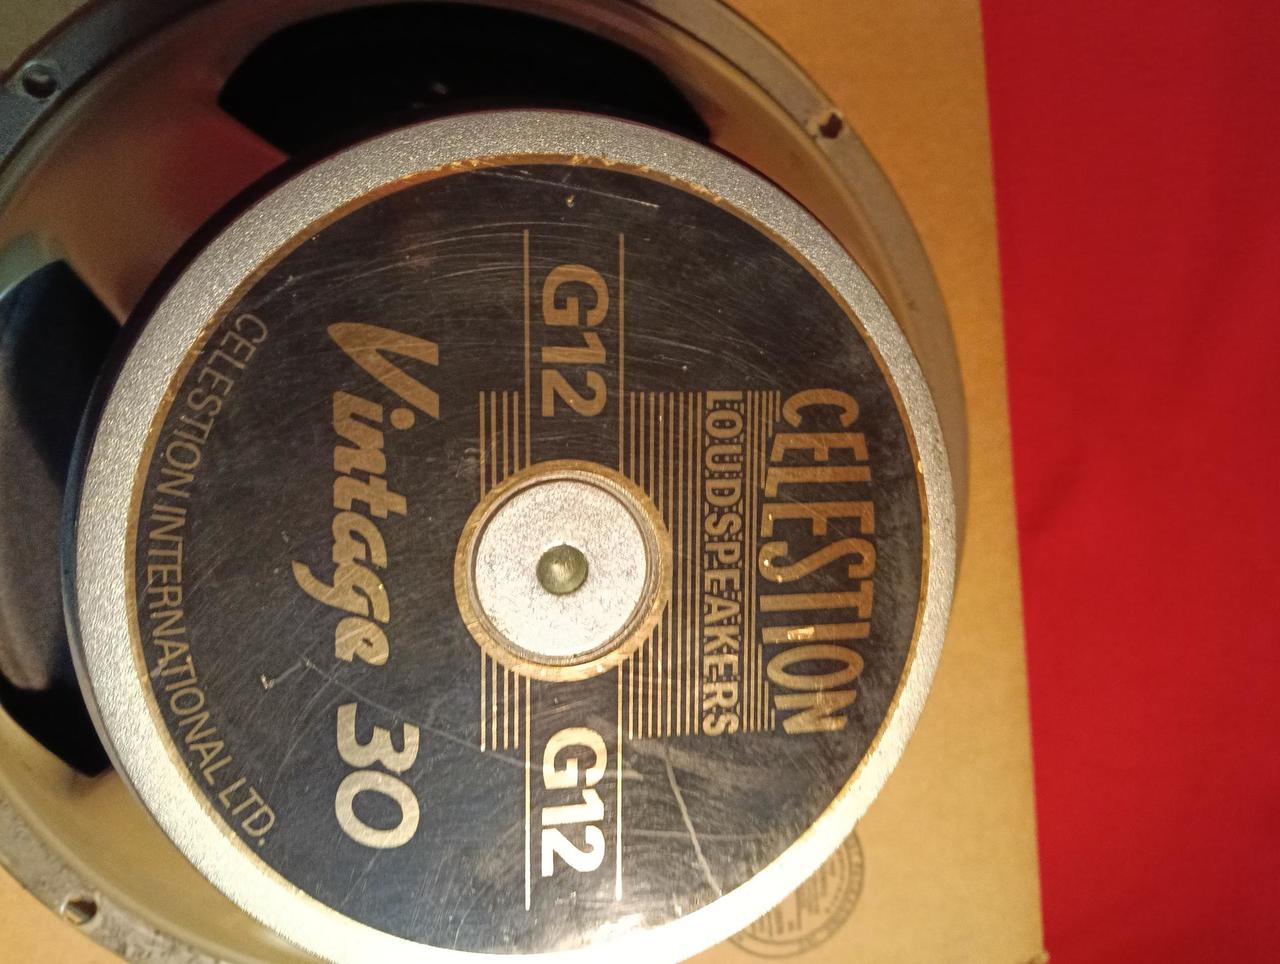 CELESTION
LOUDSPEAKERS
G12 G12
Vintage 30
CELESTION INTERNATIONAL LTD.